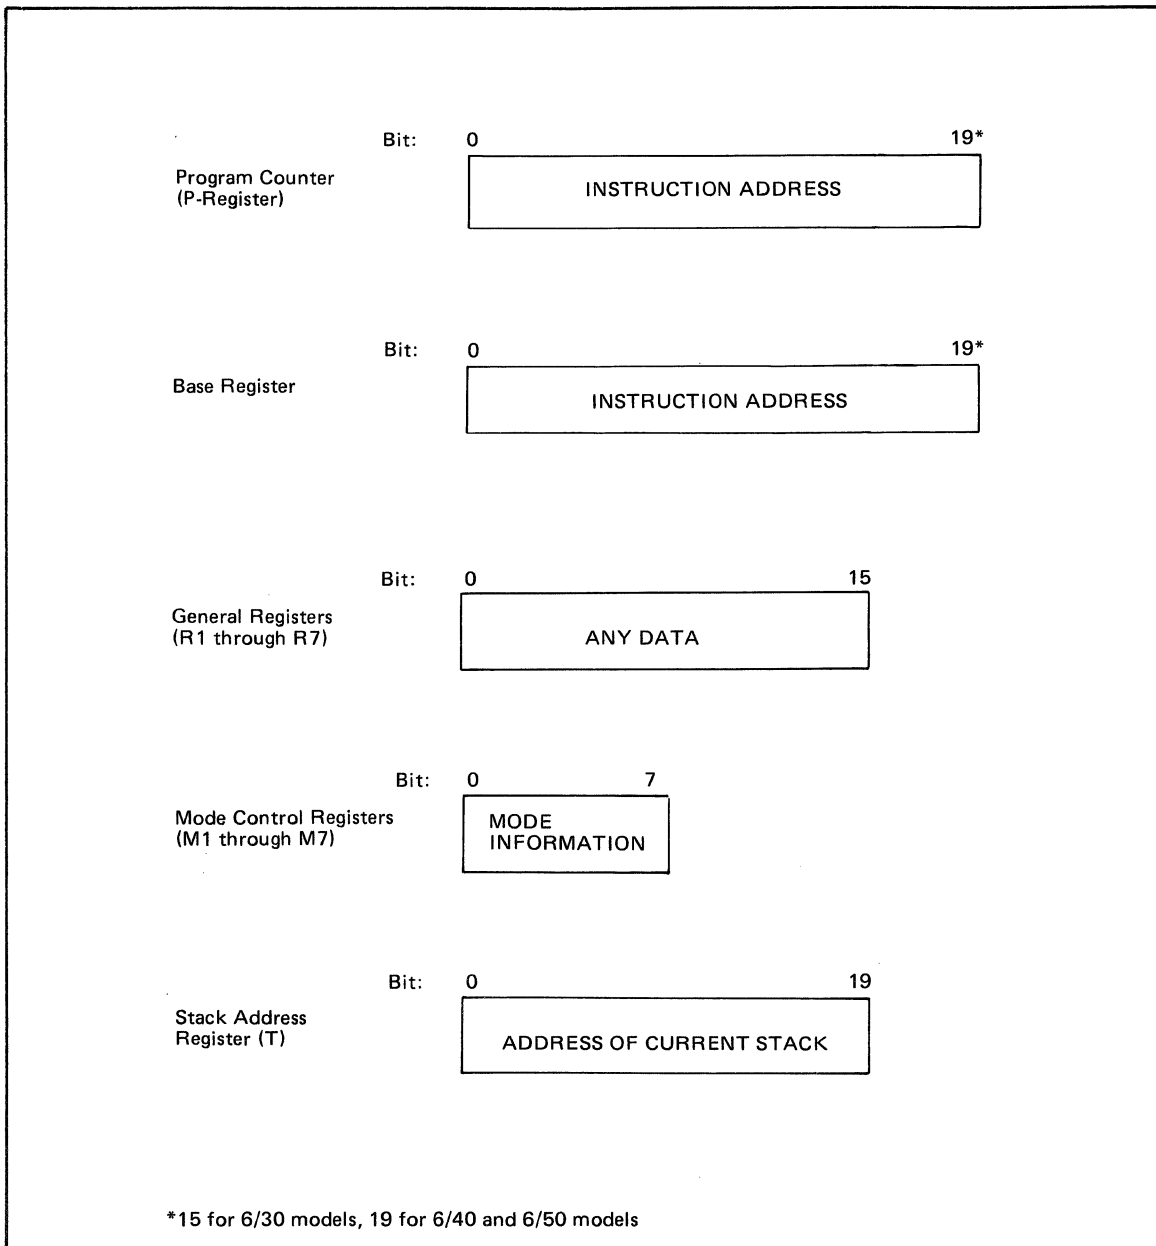 Bit: 0 19*
Program Counter
(P-Register)
INSTRUCTION ADDRESS
Bit: 0 19*
Base Register
INSTRUCTION ADDRESS
Bit: 0 15
General Registers
(R1 through R7)
ANY DATA
Bit: 0 7
Mode Control Registers
(M1 through M7)
MODE
INFORMATION
Bit: 0 19
Stack Address
Register (T)
ADDRESS OF CURRENT STACK
*15 for 6/30 models, 19 for 6/40 and 6/50 models